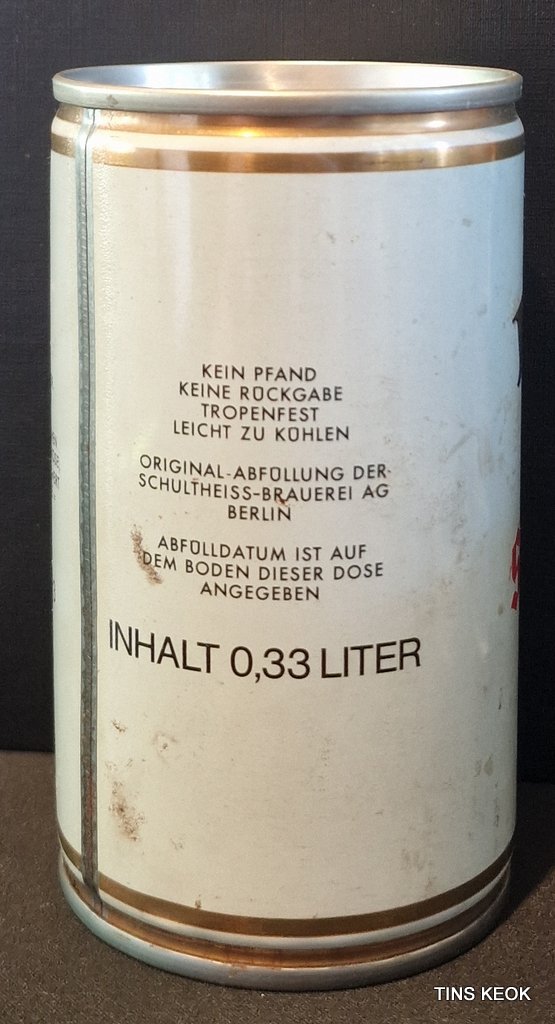 KEIN PFAND
KEINE RÜCKGABE
TROPENFEST
LEICHT ZU KÜHLEN
ORIGINAL-ABFÜLLUNG DER
SCHULTHEISS-BRAUEREI AG
BERLIN
ABFÜLLDATUM IST AUF
DEM BODEN DIESER DOSE
ANGEGEBEN
INHALT 0,33 LITER
TINS KEOK